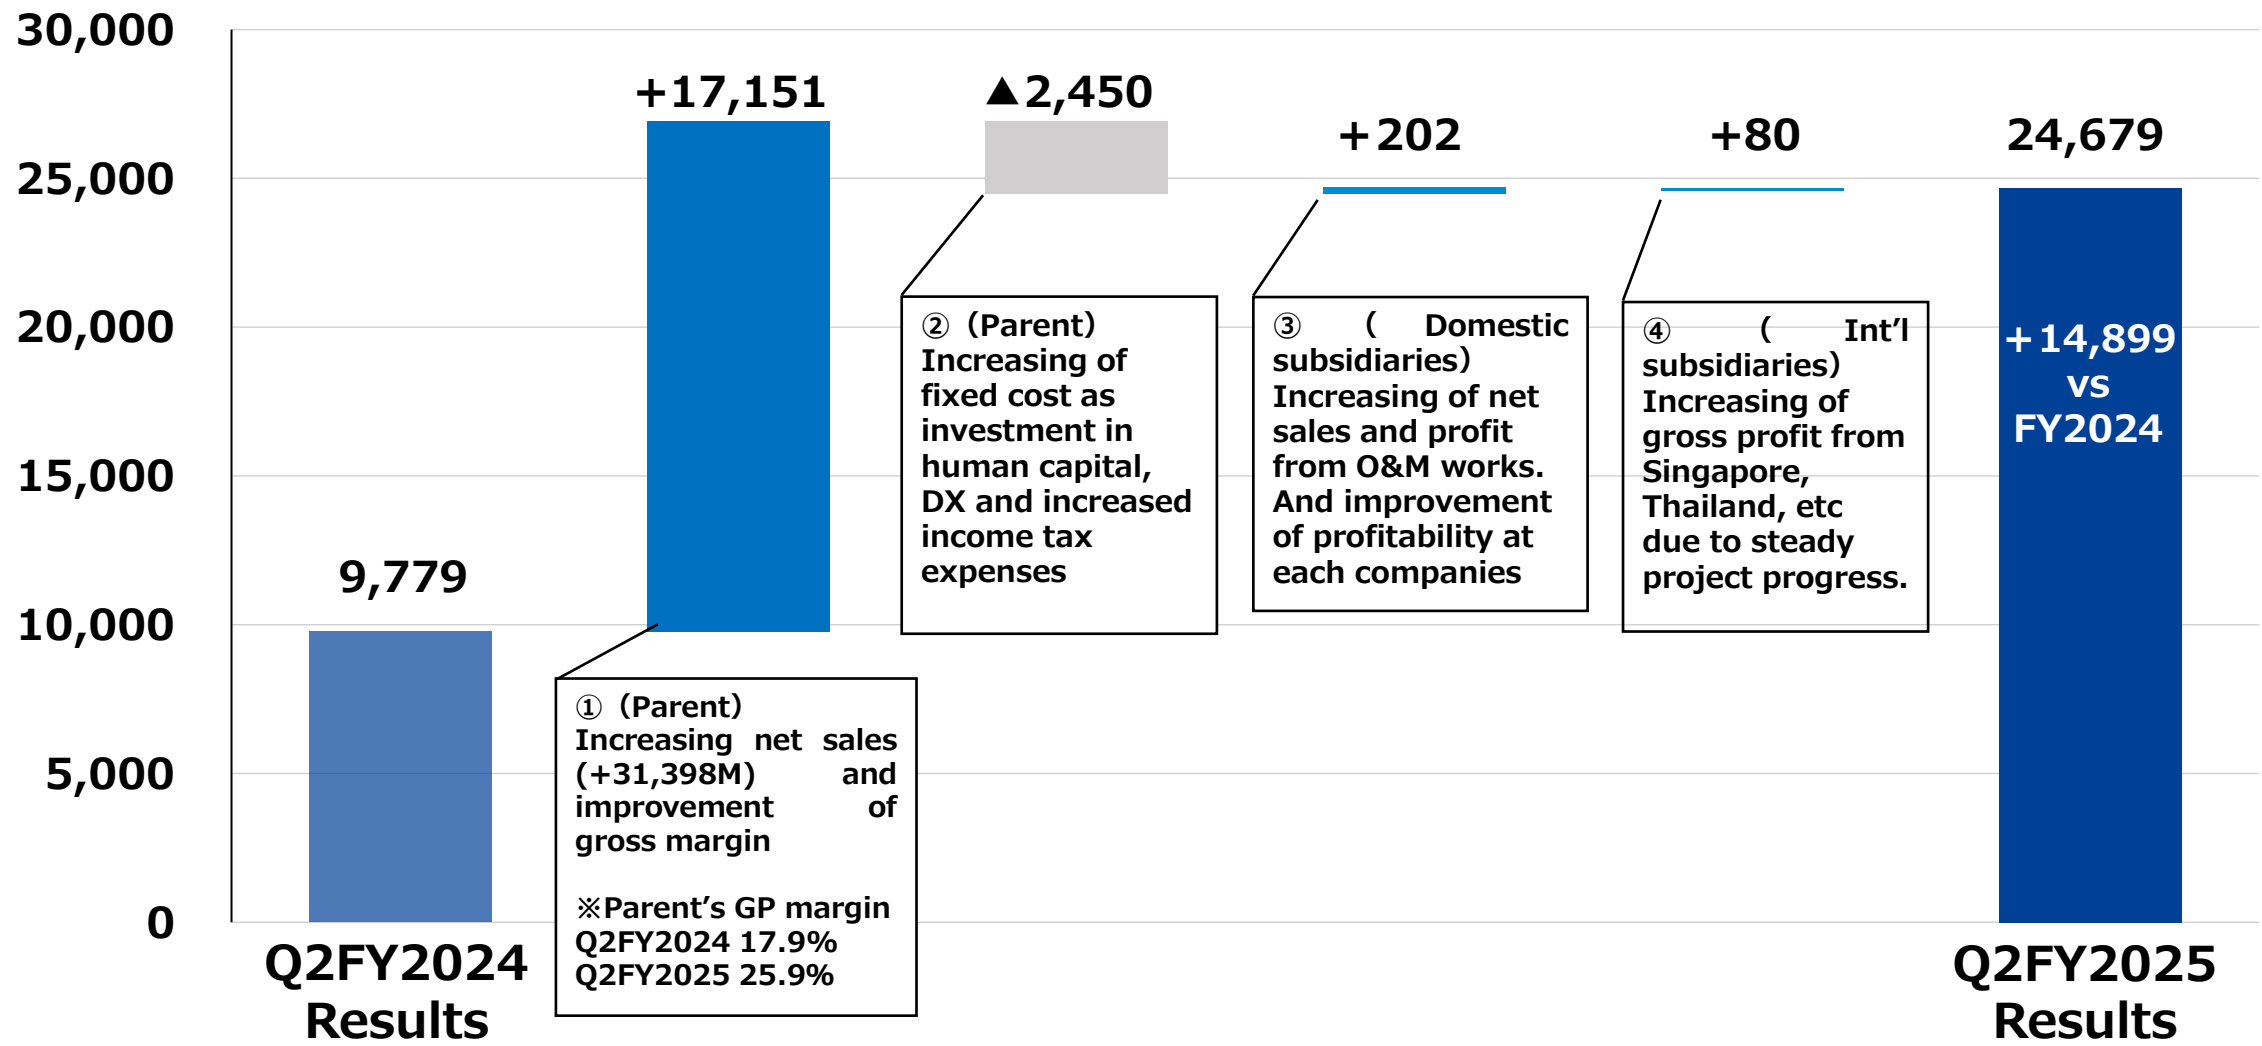 30,000
25,000
20,000
15,000
10,000
5,000
0
9,779
+17,151
▲2,450
+202
+80
24,679
+14,899
vs
FY2024
①（Parent）
Increasing net sales
(+31,398M) and
improvement of
gross margin
※Parent’s GP margin
Q2FY2024 17.9%
Q2FY2025 25.9%
②（Parent）
Increasing of
fixed cost as
investment in
human capital,
DX and increased
income tax
expenses
③ （ Domestic
subsidiaries）
Increasing of net
sales and profit
from O&M works.
And improvement
of profitability at
each companies
④ （ Int’l
subsidiaries）
Increasing of
gross profit from
Singapore,
Thailand, etc
due to steady
project progress.
Q2FY2024
Results
Q2FY2025
Results